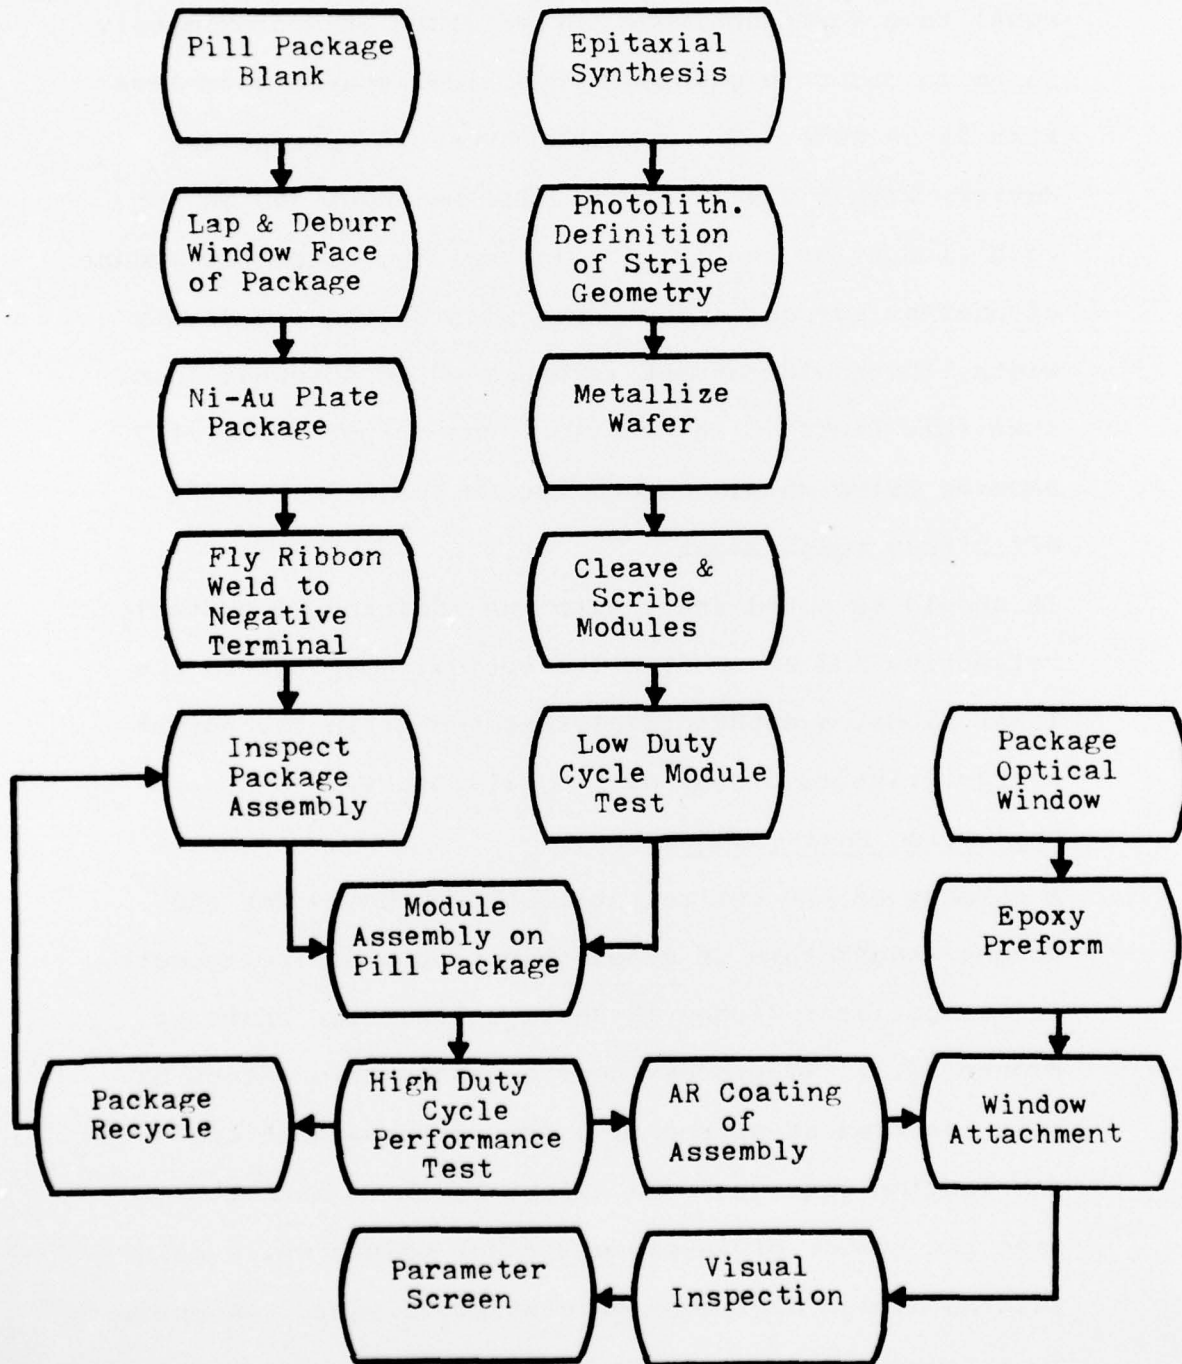 Pill Package
Blank
Epitaxial
Synthesis
Lap & Deburr
Window Face
of Package
Photolith.
Definition
of Stripe
Geometry
Ni-Au Plate
Package
Metallize
Wafer
Fly Ribbon
Weld to
Negative
Terminal
Cleave &
Scribe
Modules
Inspect
Package
Assembly
Low Duty
Cycle Module
Test
Package
Optical
Window
Module
Assembly on
Pill Package
Epoxy
Preform
Package
Recycle
High Duty
Cycle
Performance
Test
AR Coating
of
Assembly
Window
Attachment
Parameter
Screen
Visual
Inspection